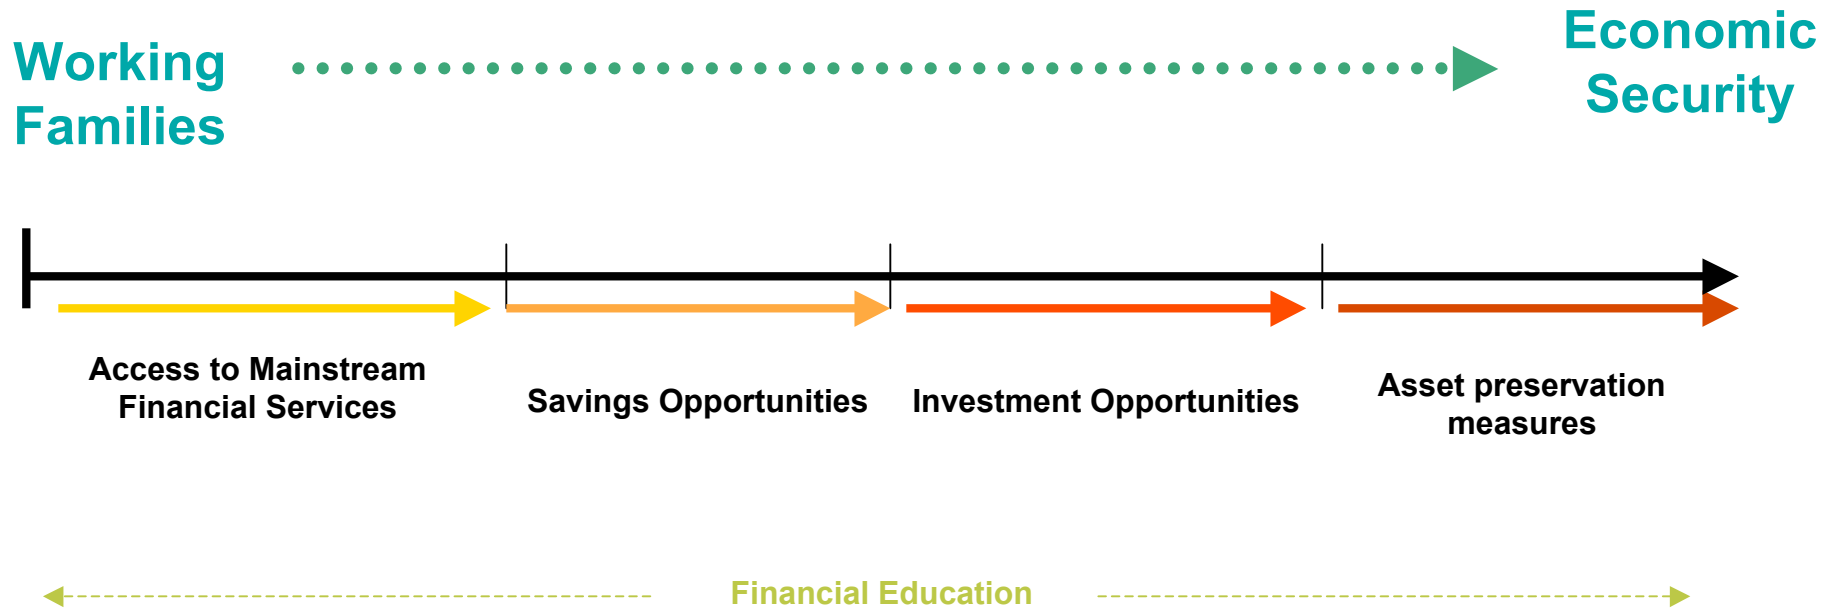 Working
Families
Economic
Security
Access to Mainstream
Financial Services
Savings Opportunities
Investment Opportunities
Asset preservation
measures
Financial Education